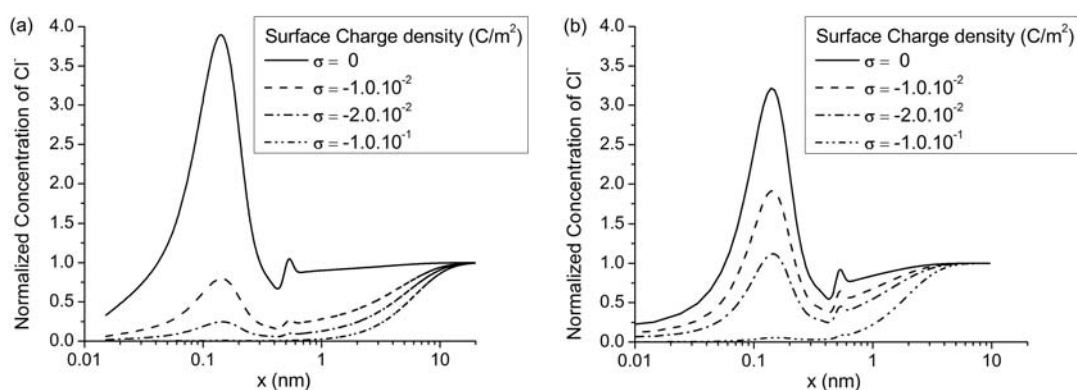 (a)
4.0
3.5
3.0
2.5
2.0
1.5
1.0
0.5
0.0
Normalized Concentration of Cl⁻
Surface Charge density (C/m²)
σ = 0
σ = -1.0.10⁻²
σ = -2.0.10⁻²
σ = -1.0.10⁻¹
0.01 0.1 1 10
x (nm)
(b)
4.0
3.5
3.0
2.5
2.0
1.5
1.0
0.5
0.0
Normalized Concentration of Cl⁻
Surface Charge density (C/m²)
σ = 0
σ = -1.0.10⁻²
σ = -2.0.10⁻²
σ = -1.0.10⁻¹
0.01 0.1 1 10
x (nm)